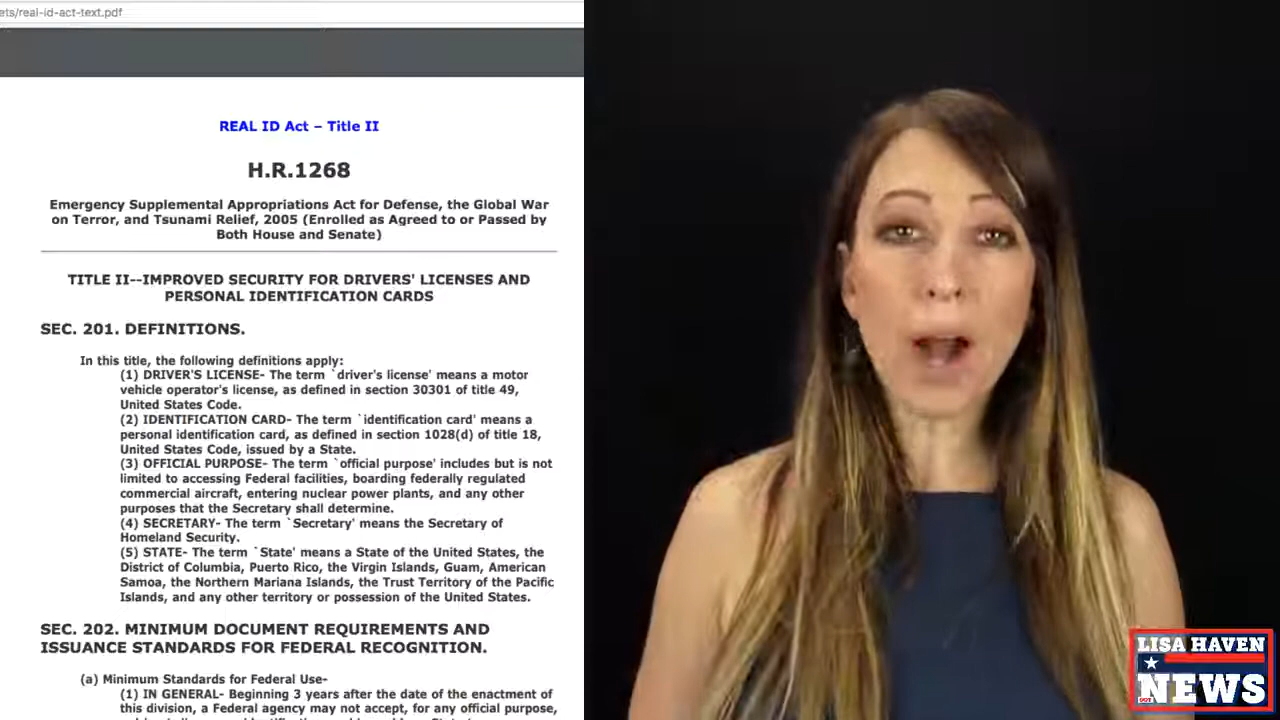 ets/real-id-act-text.pdf
REAL ID Act – Title II
H.R.1268
Emergency Supplemental Appropriations Act for Defense, the Global War
on Terror, and Tsunami Relief, 2005 (Enrolled as Agreed to or Passed by
Both House and Senate)
TITLE II--IMPROVED SECURITY FOR DRIVERS' LICENSES AND
PERSONAL IDENTIFICATION CARDS
SEC. 201. DEFINITIONS.
In this title, the following definitions apply:
(1) DRIVER'S LICENSE- The term `driver's license' means a motor
vehicle operator's license, as defined in section 30301 of title 49,
United States Code.
(2) IDENTIFICATION CARD- The term `identification card' means a
personal identification card, as defined in section 1028(d) of title 18,
United States Code, issued by a State.
(3) OFFICIAL PURPOSE- The term `official purpose' includes but is not
limited to accessing Federal facilities, boarding federally regulated
commercial aircraft, entering nuclear power plants, and any other
purposes that the Secretary shall determine.
(4) SECRETARY- The term `Secretary' means the Secretary of
Homeland Security.
(5) STATE- The term `State' means a State of the United States, the
District of Columbia, Puerto Rico, the Virgin Islands, Guam, American
Samoa, the Northern Mariana Islands, the Trust Territory of the Pacific
Islands, and any other territory or possession of the United States.
SEC. 202. MINIMUM DOCUMENT REQUIREMENTS AND
ISSUANCE STANDARDS FOR FEDERAL RECOGNITION.
(a) Minimum Standards for Federal Use-
(1) IN GENERAL- Beginning 3 years after the date of the enactment of
this division, a Federal agency may not accept, for any official purpose,
LISA HAVEN
NEWS